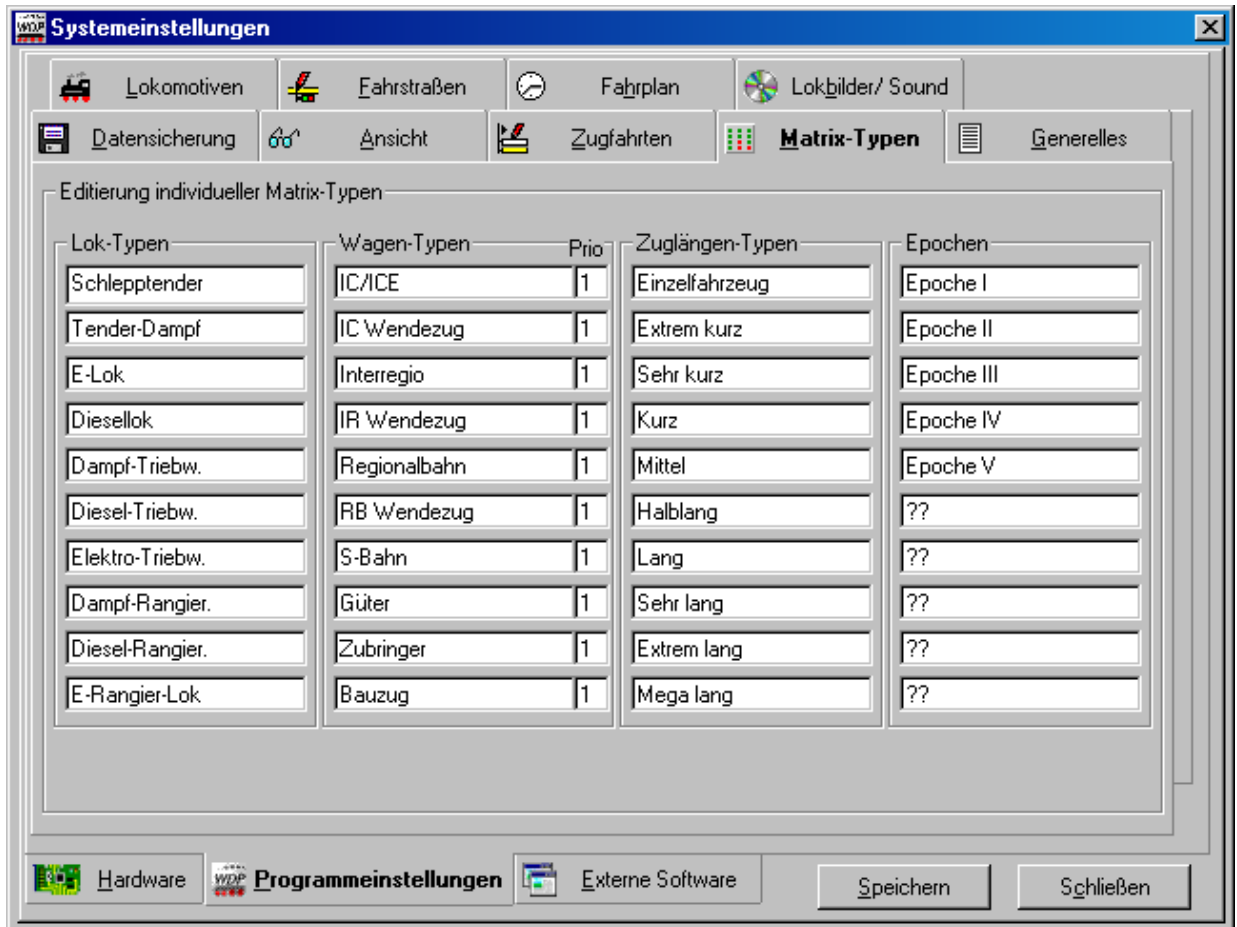 WDP Systemeinstellungen
Lokomotiven Fahrstraßen Fahrplan Lokbilder/ Sound
Datensicherung Ansicht Zugfahrten Matrix-Typen Generelles
Editierung individueller Matrix-Typen
Lok-Typen Wagen-Typen Prio Zuglängen-Typen Epochen
Schlepptender IC/ICE 1 Einzelfahrzeug Epoche I
Tender-Dampf IC Wendezug 1 Extrem kurz Epoche II
E-Lok Interregio 1 Sehr kurz Epoche III
Diesellok IR Wendezug 1 Kurz Epoche IV
Dampf-Triebw. Regionalbahn 1 Mittel Epoche V
Diesel-Triebw. RB Wendezug 1 Halblang ??
Elektro-Triebw. S-Bahn 1 Lang ??
Dampf-Rangier. Güter 1 Sehr lang ??
Diesel-Rangier. Zubringer 1 Extrem lang ??
E-Rangier-Lok Bauzug 1 Mega lang ??
Hardware WDP Programmeinstellungen Externe Software Speichern Schließen